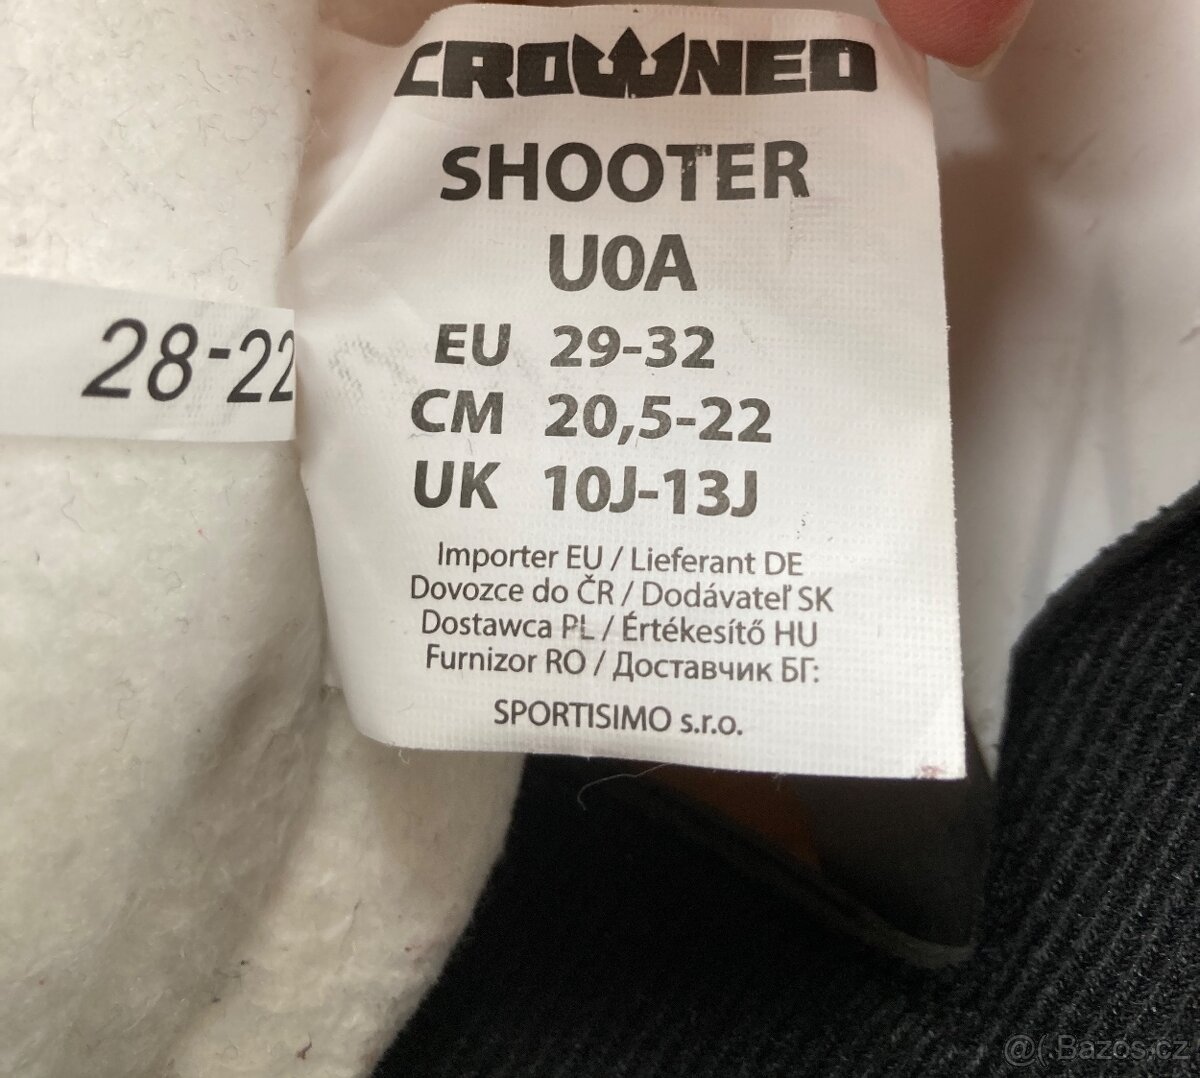 CROWNED
SHOOTER
U0A
EU 29-32
CM 20,5-22
UK 10J-13J
Importer EU / Lieferant DE
Dovozce do ČR / Dodávateľ SK
Dostawca PL / Értékesítő HU
Furnizor RO / Доставчик БГ:
SPORTISIMO s.r.o.
28-22
@( Bazos.cz